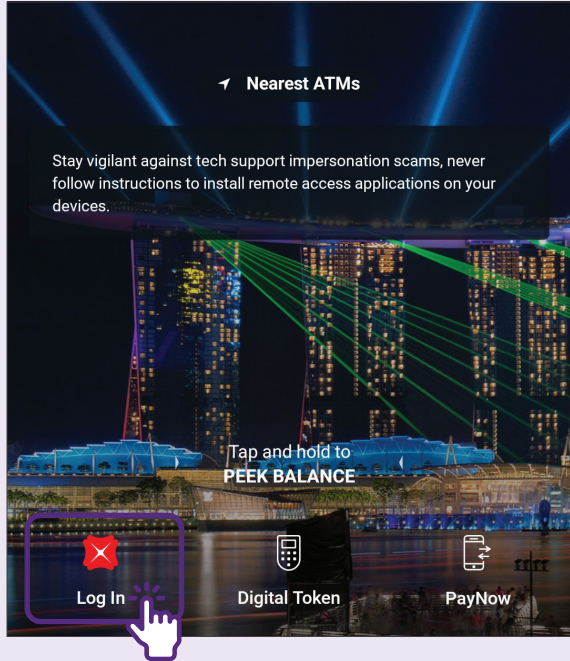 Nearest ATMs
Stay vigilant against tech support impersonation scams, never
follow instructions to install remote access applications on your
devices.
Tap and hold to
PEEK BALANCE
Log In
Digital Token
PayNow